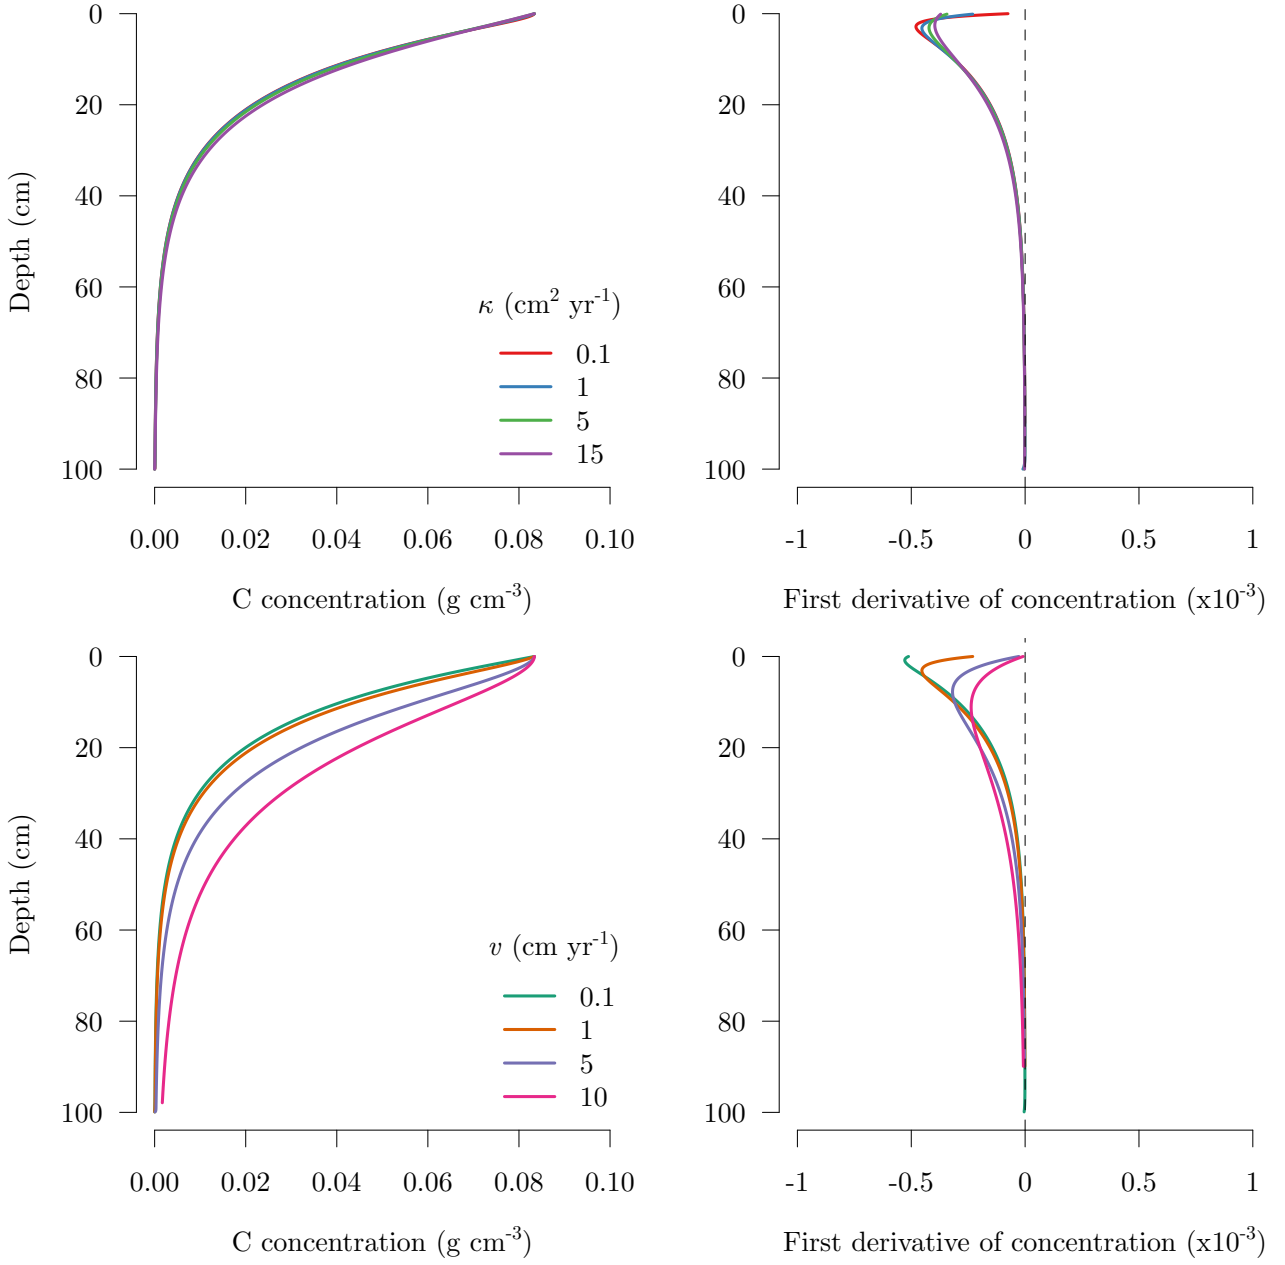 0
20
40
60
80
100
Depth (cm)
κ (cm² yr⁻¹)
0.1
1
5
15
0.00 0.02 0.04 0.06 0.08 0.10
C concentration (g cm⁻³)
0
20
40
60
80
100
-1 -0.5 0 0.5 1
First derivative of concentration (x10⁻³)
0
20
40
60
80
100
Depth (cm)
v (cm yr⁻¹)
0.1
1
5
10
0.00 0.02 0.04 0.06 0.08 0.10
C concentration (g cm⁻³)
0
20
40
60
80
100
-1 -0.5 0 0.5 1
First derivative of concentration (x10⁻³)